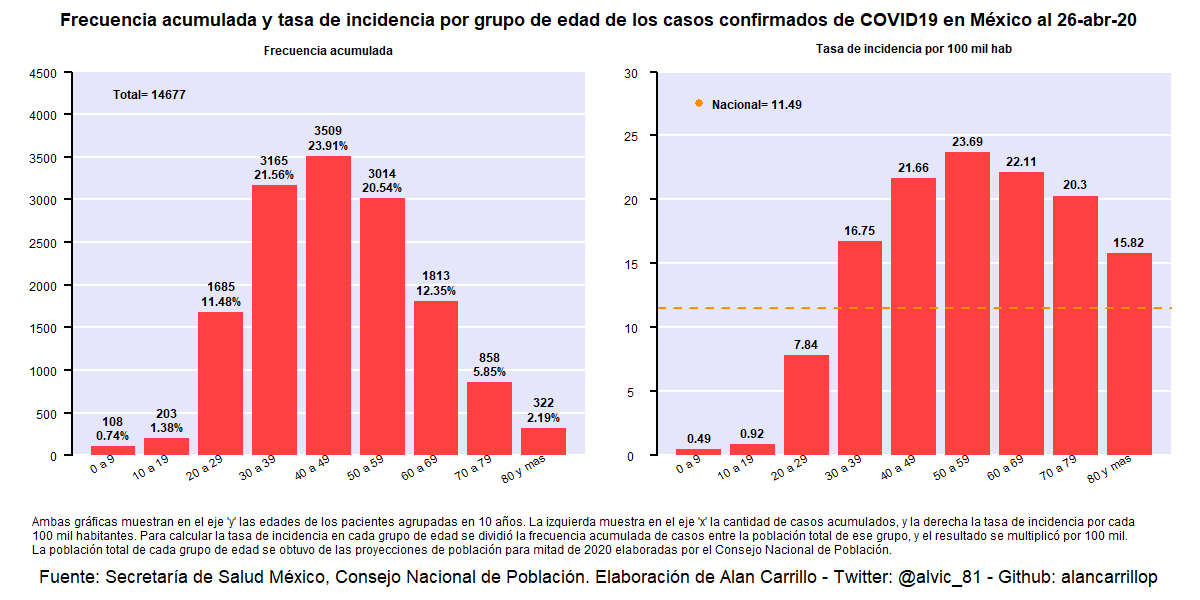 Frecuencia acumulada y tasa de incidencia por grupo de edad de los casos confirmados de COVID19 en México al 26-abr-20
Frecuencia acumulada
4500
4000
3500
3000
2500
2000
1500
1000
500
0
Total= 14677
108
0.74%
203
1.38%
1685
11.48%
3165
21.56%
3509
23.91%
3014
20.54%
1813
12.35%
858
5.85%
322
2.19%
0 a 9
10 a 19
20 a 29
30 a 39
40 a 49
50 a 59
60 a 69
70 a 79
80 y mas
Tasa de incidencia por 100 mil hab
30
25
20
15
10
5
0
Nacional= 11.49
0.49
0.92
7.84
16.75
21.66
23.69
22.11
20.3
15.82
0 a 9
10 a 19
20 a 29
30 a 39
40 a 49
50 a 59
60 a 69
70 a 79
80 y mas
Ambas gráficas muestran en el eje 'y' las edades de los pacientes agrupadas en 10 años. La izquierda muestra en el eje 'x' la cantidad de casos acumulados, y la derecha la tasa de incidencia por cada
100 mil habitantes. Para calcular la tasa de incidencia en cada grupo de edad se dividió la frecuencia acumulada de casos entre la población total de ese grupo, y el resultado se multiplicó por 100 mil.
La población total de cada grupo de edad se obtuvo de las proyecciones de población para mitad de 2020 elaboradas por el Consejo Nacional de Población.
Fuente: Secretaría de Salud México, Consejo Nacional de Población. Elaboración de Alan Carrillo - Twitter: @alvic_81 - Github: alancarrillop